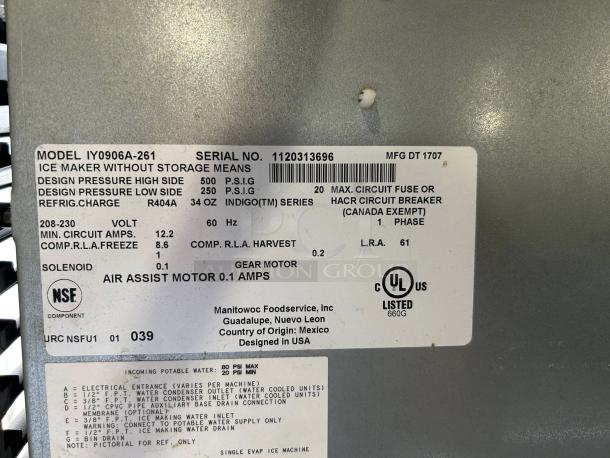 MODEL IY0906A-261 SERIAL NO. 1120313696 MFG DT 1707
ICE MAKER WITHOUT STORAGE MEANS
DESIGN PRESSURE HIGH SIDE 500 P.S.I.G
DESIGN PRESSURE LOW SIDE 250 P.S.I.G 20 MAX. CIRCUIT FUSE OR
REFRIG.CHARGE R404A 34 OZ INDIGO(TM) SERIES HACR CIRCUIT BREAKER
(CANADA EXEMPT)
208-230 VOLT 60 Hz 1 PHASE
MIN. CIRCUIT AMPS. 12.2
COMP.R.L.A.FREEZE 8.6 COMP. R.L.A. HARVEST L.R.A. 61
1 0.2
SOLENOID 0.1 GEAR MOTOR
AIR ASSIST MOTOR 0.1 AMPS
AUCTION GROUP
NSF
COMPONENT
C UL US
LISTED
660G
Manitowoc Foodservice, Inc
Guadalupe, Nuevo Leon
Country of Origin: Mexico
Designed in USA
URC NSFU1 01 039
INCOMING POTABLE WATER: 80 PSI MAX
20 PSI MIN
A = ELECTRICAL ENTRANCE (VARIES PER MACHINE)
B = 1/2" F.P.T. WATER CONDENSER OUTLET (WATER COOLED UNITS)
C = 3/8" F.P.T. WATER CONDENSER INLET (WATER COOLED UNITS)
D = 1/2" CPVC PIPE AUXILIARY BASE DRAIN CONNECTION
MEMBRANE (OPTIONAL)
E = 3/8" F.P.T. ICE MAKING WATER INLET
WARNING: CONNECT TO POTABLE WATER SUPPLY ONLY
F = 1/2" F.P.T. ICE MAKING WATER DRAIN
G = BIN DRAIN
NOTE: PICTORIAL FOR REF. ONLY
SINGLE EVAP ICE MACHINE